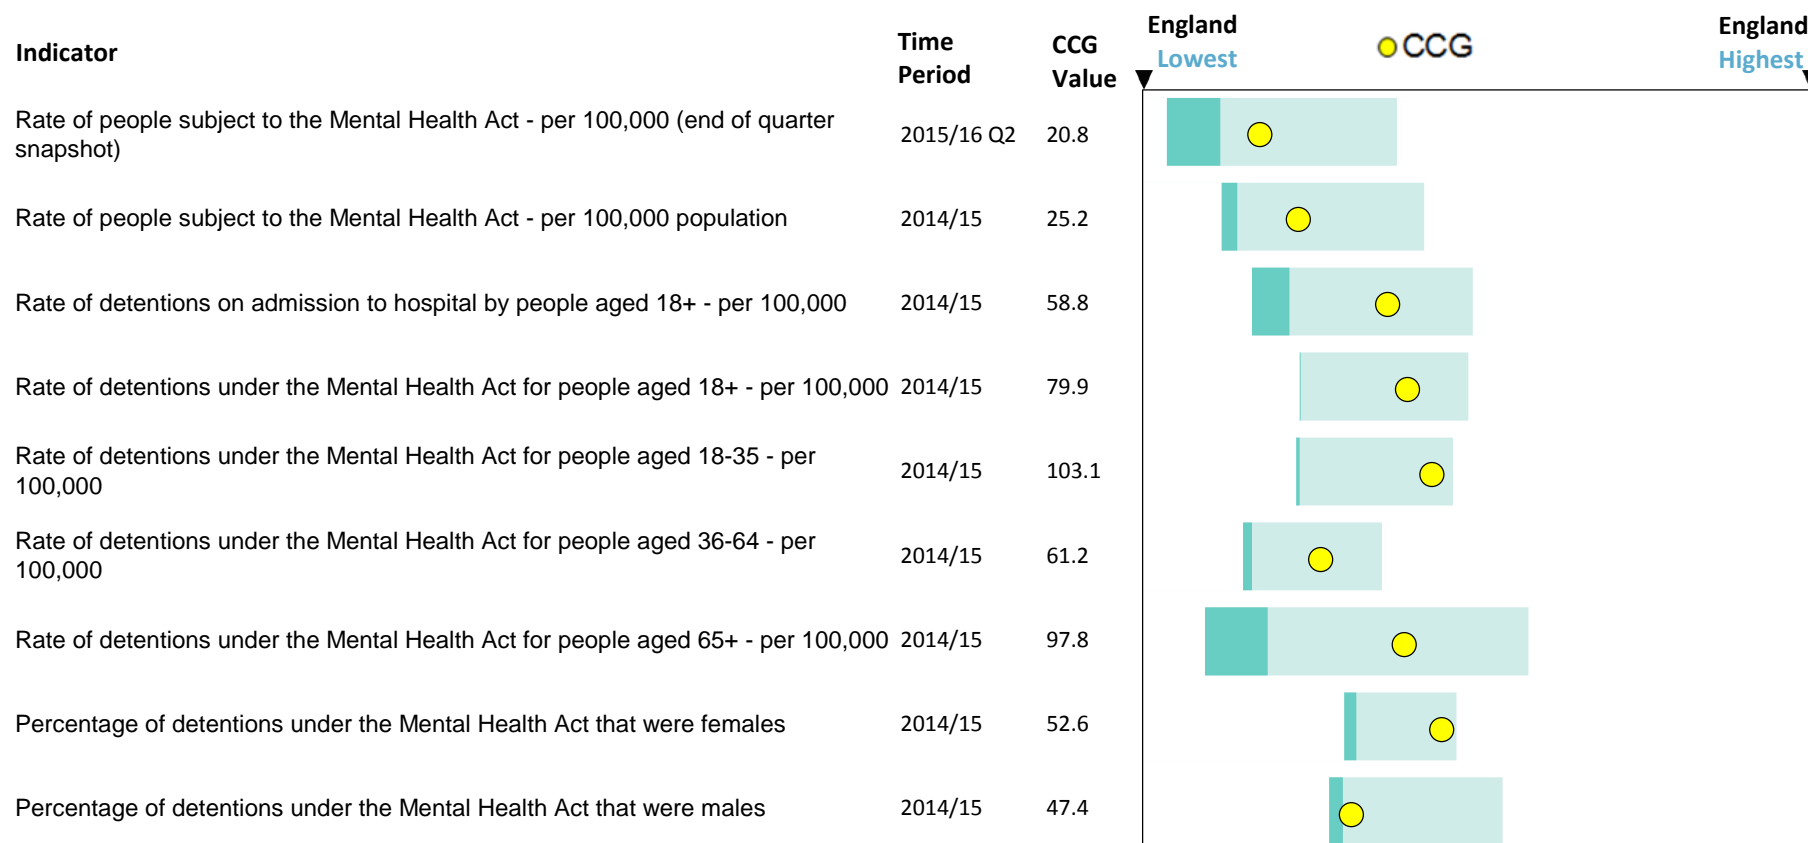 Indicator
Time Period
CCG Value
England Lowest
CCG
England Highest
Rate of people subject to the Mental Health Act - per 100,000 (end of quarter
snapshot)
2015/16 Q2
20.8
Rate of people subject to the Mental Health Act - per 100,000 population
2014/15
25.2
Rate of detentions on admission to hospital by people aged 18+ - per 100,000
2014/15
58.8
Rate of detentions under the Mental Health Act for people aged 18+ - per 100,000
2014/15
79.9
Rate of detentions under the Mental Health Act for people aged 18-35 - per
100,000
2014/15
103.1
Rate of detentions under the Mental Health Act for people aged 36-64 - per
100,000
2014/15
61.2
Rate of detentions under the Mental Health Act for people aged 65+ - per 100,000
2014/15
97.8
Percentage of detentions under the Mental Health Act that were females
2014/15
52.6
Percentage of detentions under the Mental Health Act that were males
2014/15
47.4